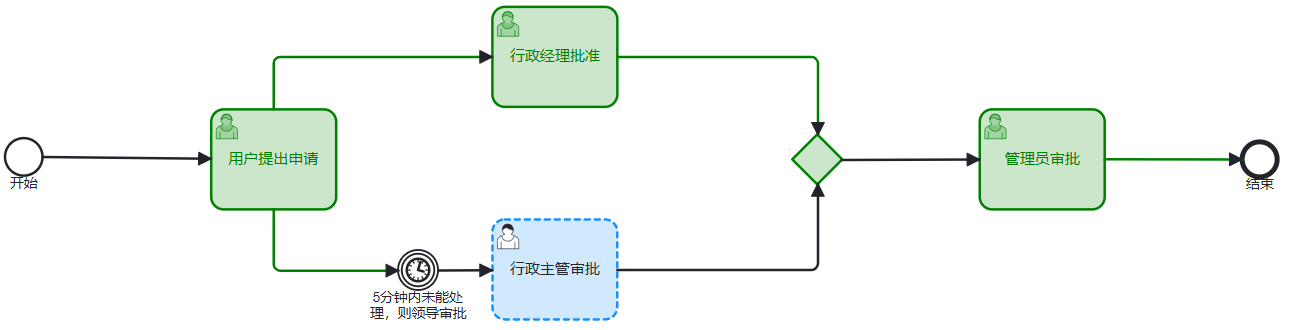 行政经理批准
用户提出申请
管理员审批
开始
结束
行政主管审批
5分钟内未能处
理，则领导审批